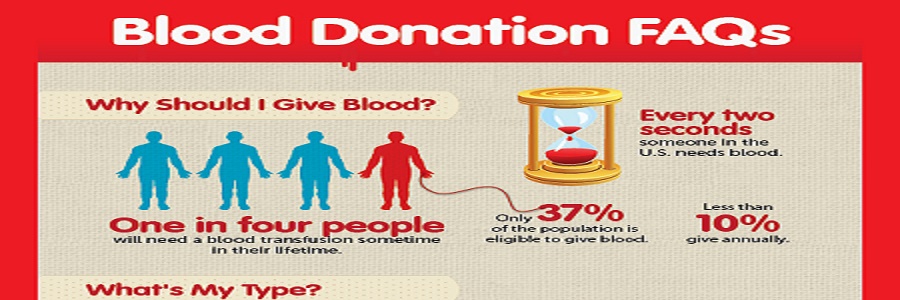 Blood Donation FAQs
Why Should I Give Blood?
One in four people
will need a blood transfusion sometime
in their lifetime.
Every two
seconds
someone in the
U.S. needs blood.
Only 37%
of the population is
eligible to give blood.
Less than
10%
give annually.
What's My Type?